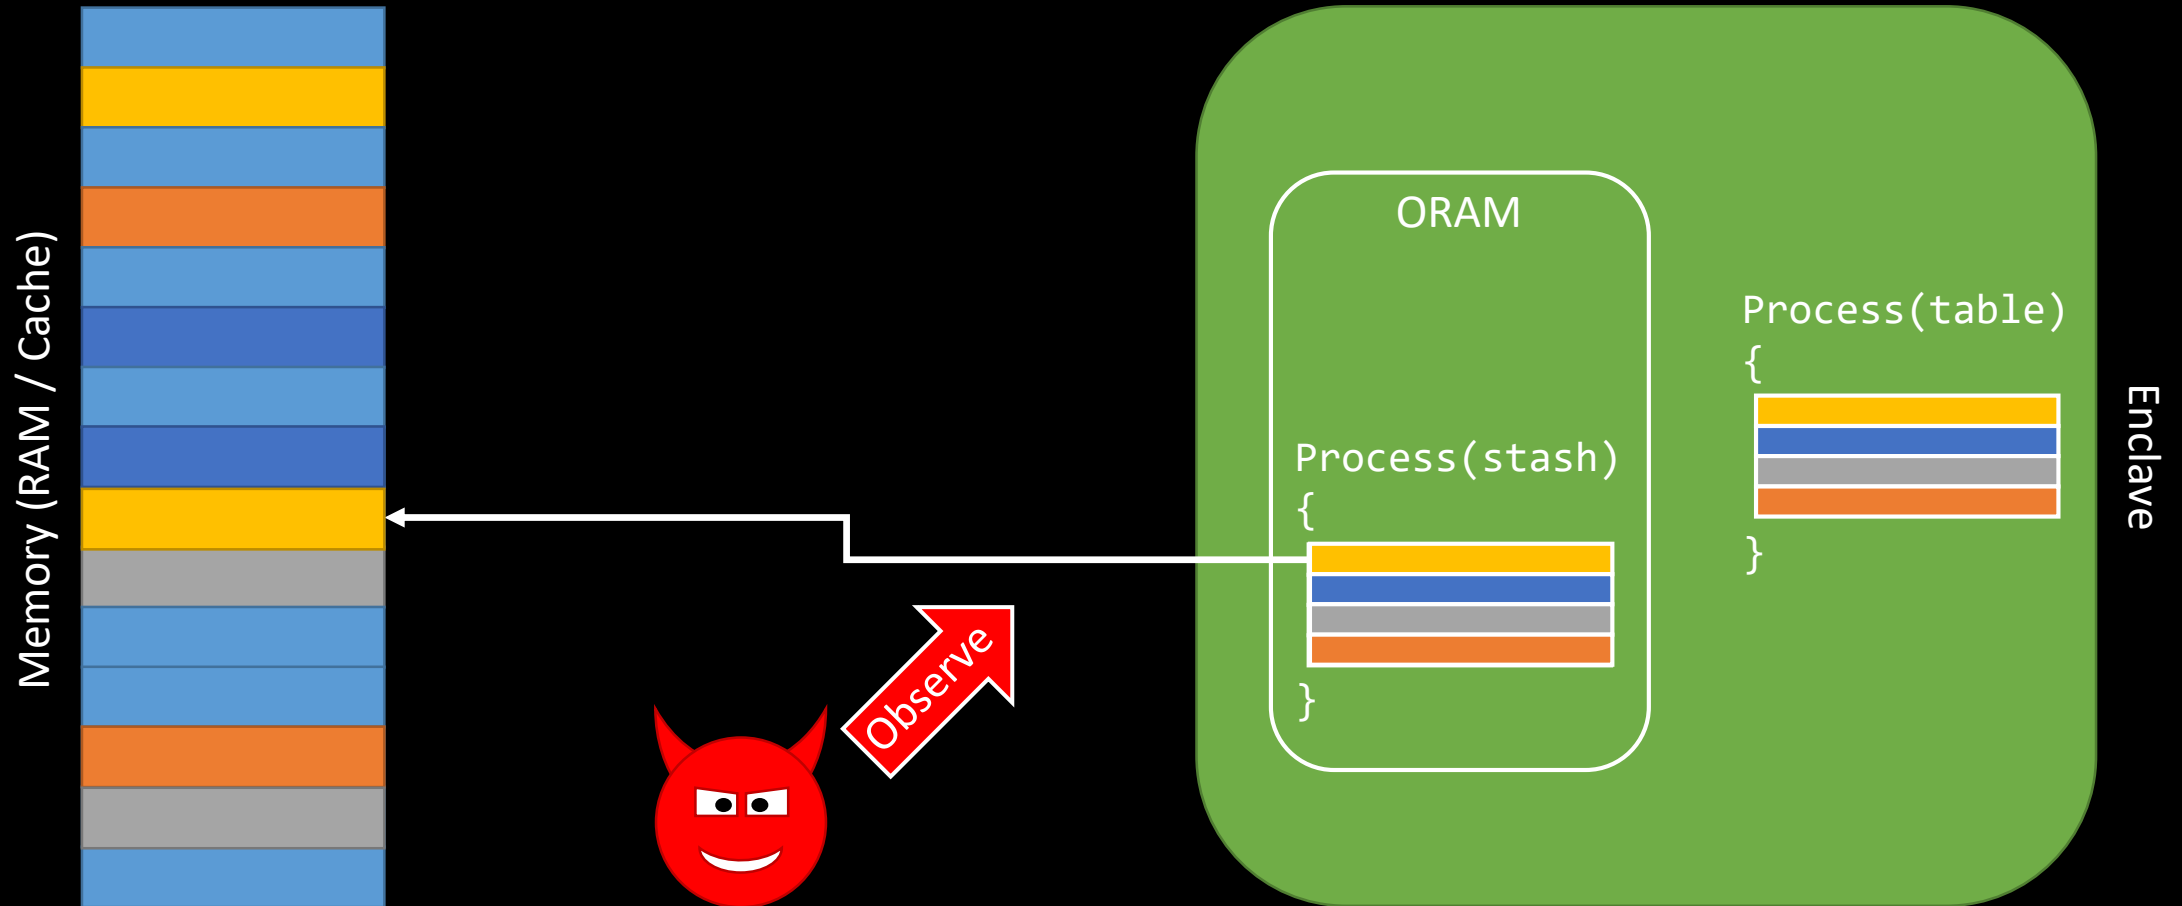 Memory (RAM / Cache)
Observe
ORAM
Process(stash)
{
}
Process(table)
{
}
Enclave